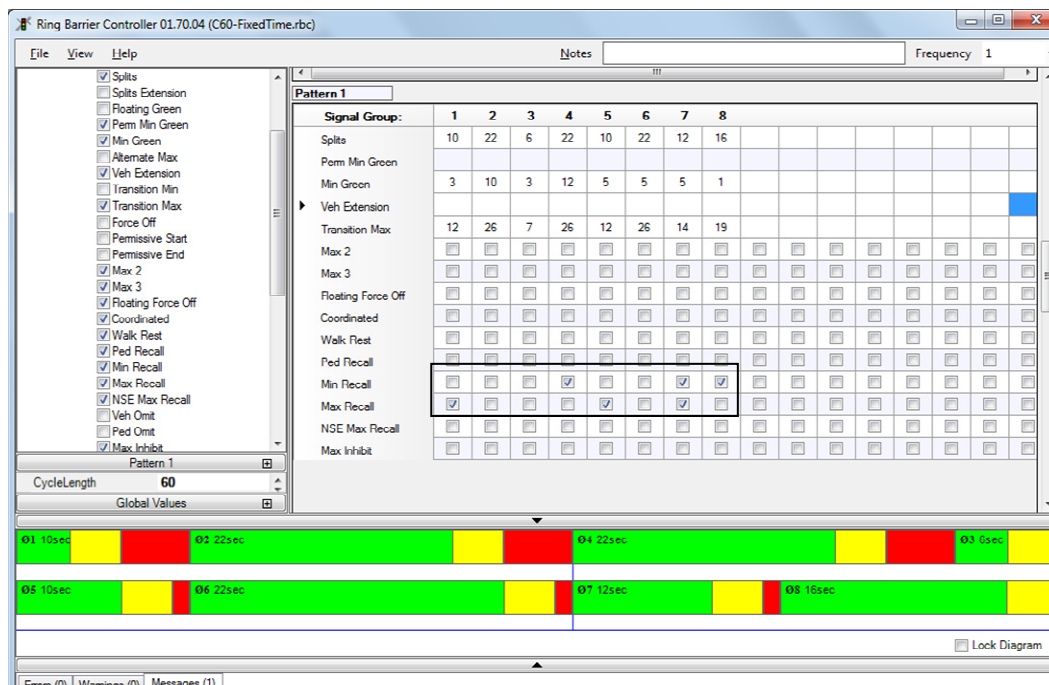 Ring Barrier Controller 01.70.04 (C60-FixedTime.rbc)
File View Help Notes Frequency 1
Splits
Splits Extension
Floating Green
Perm Min Green
Min Green
Alternate Max
Veh Extension
Transition Min
Transition Max
Force Off
Permissive Start
Permissive End
Max 2
Max 3
Floating Force Off
Coordinated
Walk Rest
Ped Recall
Min Recall
Max Recall
NSE Max Recall
Veh Omit
Ped Omit
Max Inhibit
Pattern 1
CycleLength 60
Global Values
Pattern 1
Signal Group: 1 2 3 4 5 6 7 8
Splits 10 22 6 22 10 22 12 16
Perm Min Green
Min Green 3 10 3 12 5 5 5 1
Veh Extension
Transition Max 12 26 7 26 12 26 14 19
Max 2
Max 3
Floating Force Off
Coordinated
Walk Rest
Ped Recall
Min Recall
Max Recall
NSE Max Recall
Max Inhibit
Ø1 10sec Ø2 22sec Ø4 22sec Ø3 6sec
Ø5 10sec Ø6 22sec Ø7 12sec Ø8 16sec
Lock Diagram
Errors (0) Warnings (0) Messages (1)